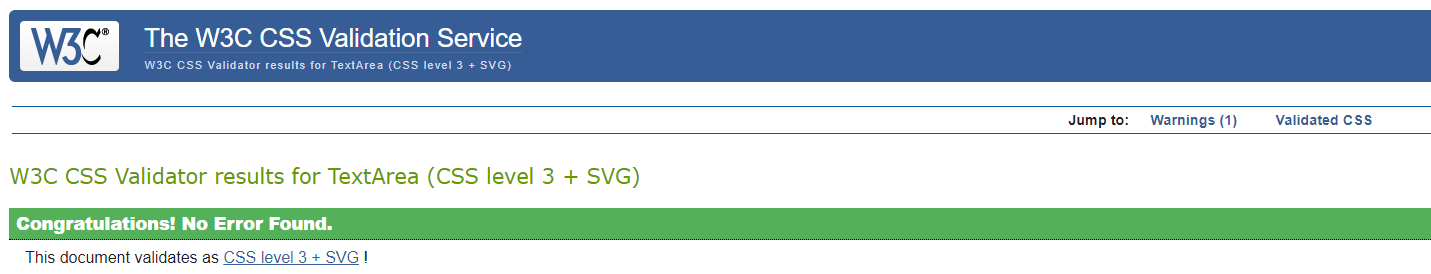 W3C®
The W3C CSS Validation Service
W3C CSS Validator results for TextArea (CSS level 3 + SVG)
Jump to: Warnings (1) Validated CSS
W3C CSS Validator results for TextArea (CSS level 3 + SVG)
Congratulations! No Error Found.
This document validates as CSS level 3 + SVG !